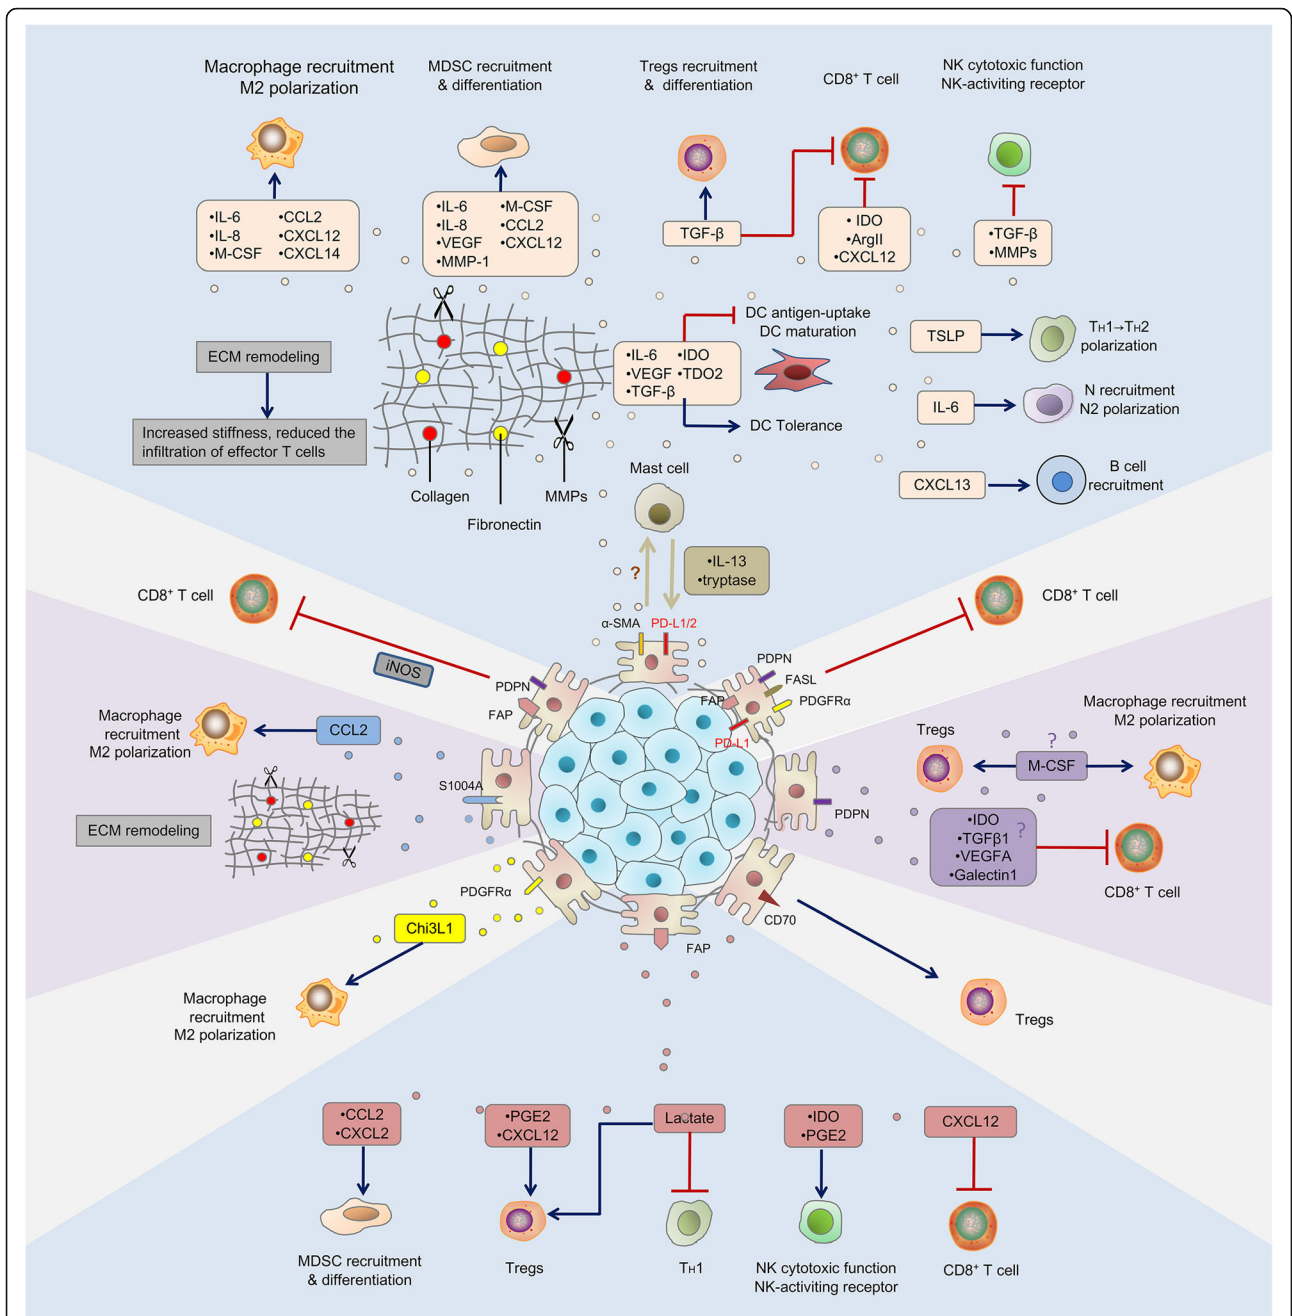 Macrophage recruitment
M2 polarization
MDSC recruitment
& differentiation
Tregs recruitment
& differentiation
CD8⁺ T cell
NK cytotoxic function
NK-activiting receptor
•IL-6 •CCL2
•IL-8 •CXCL12
•M-CSF •CXCL14
•IL-6 •M-CSF
•IL-8 •CCL2
•VEGF •CXCL12
•MMP-1
TGF-β
• IDO
•ArgII
•CXCL12
•TGF-β
•MMPs
ECM remodeling
Increased stiffness, reduced the
infiltration of effector T cells
Collagen
Fibronectin
MMPs
•IL-6 •IDO
•VEGF •TDO2
•TGF-β
DC antigen-uptake
DC maturation
DC Tolerance
TSLP
TH1→TH2
polarization
IL-6
N recruitment
N2 polarization
CXCL13
B cell
recruitment
Mast cell
?
•IL-13
•tryptase
α-SMA
PD-L1/2
CD8⁺ T cell
iNOS
PDPN
FAP
CD8⁺ T cell
PDPN
FASL
FAP
PDGFRα
PD-L1
Macrophage
recruitment
M2 polarization
CCL2
S1004A
ECM remodeling
Macrophage recruitment
M2 polarization
Tregs
?
M-CSF
PDPN
•IDO ?
•TGFβ1
•VEGFA
•Galectin1
CD8⁺ T cell
PDGFRα
Chi3L1
Macrophage
recruitment
M2 polarization
CD70
Tregs
FAP
•CCL2
•CXCL2
•PGE2
•CXCL12
Lactate
•IDO
•PGE2
CXCL12
MDSC recruitment
& differentiation
Tregs
TH1
NK cytotoxic function
NK-activiting receptor
CD8⁺ T cell